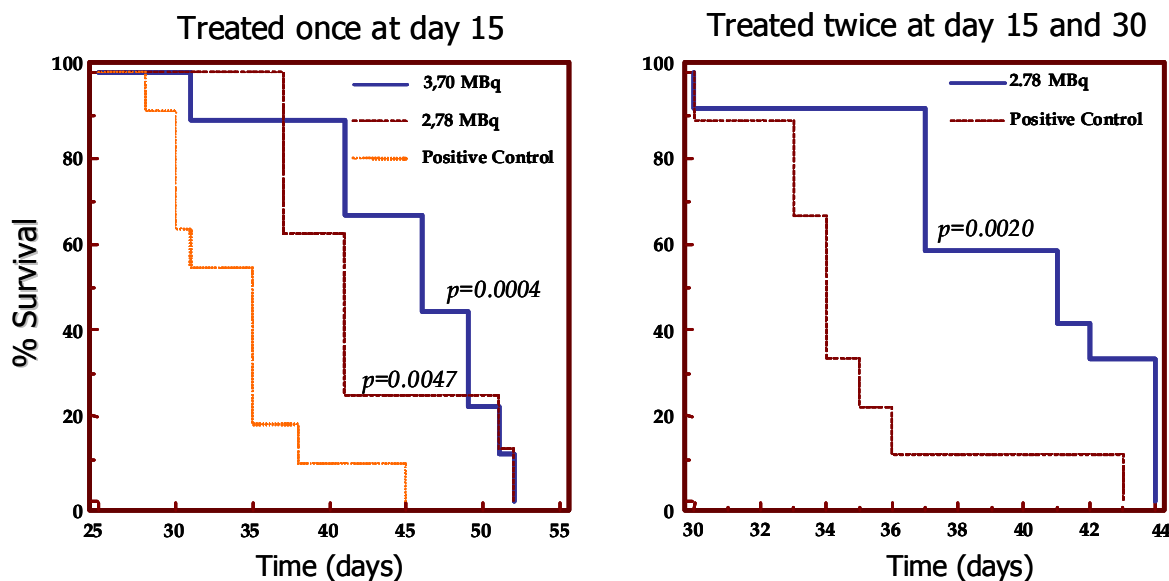 Treated once at day 15
100
80
60
40
20
0
% Survival
3,70 MBq
2,78 MBq
Positive Control
p=0.0004
p=0.0047
25 30 35 40 45 50 55
Time (days)
Treated twice at day 15 and 30
100
80
60
40
20
0
2.78 MBq
Positive Control
p=0.0020
30 32 34 36 38 40 42 44
Time (days)